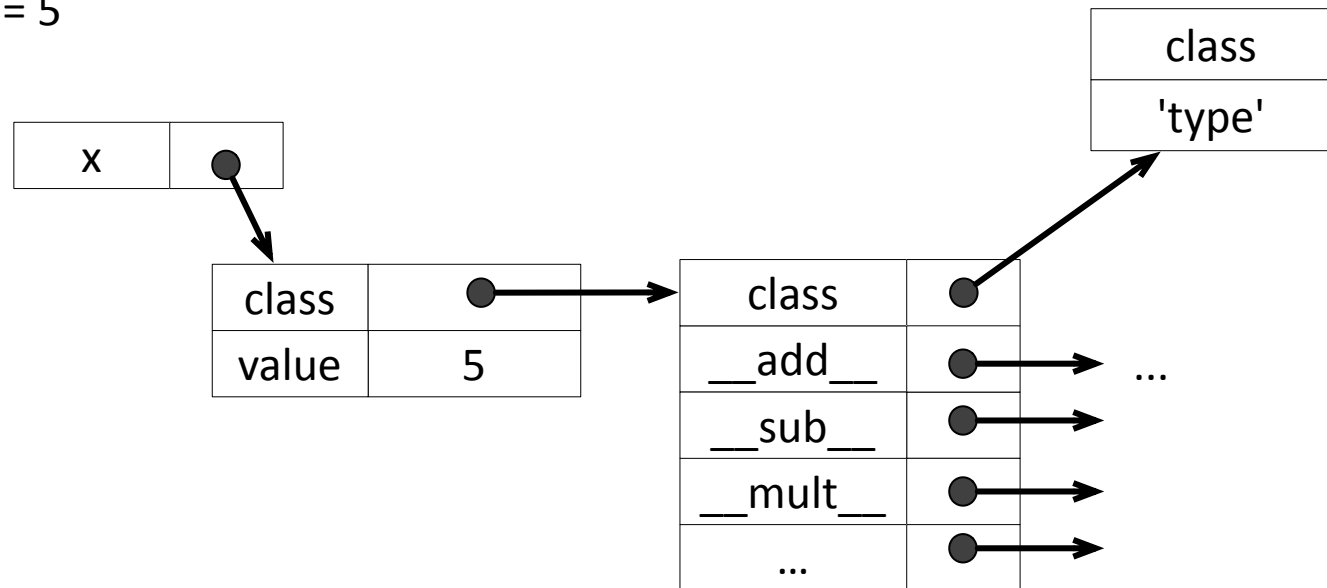 = 5
class
'type'
x
class
value 5
class
__add__ ...
__sub__
__mult__
...